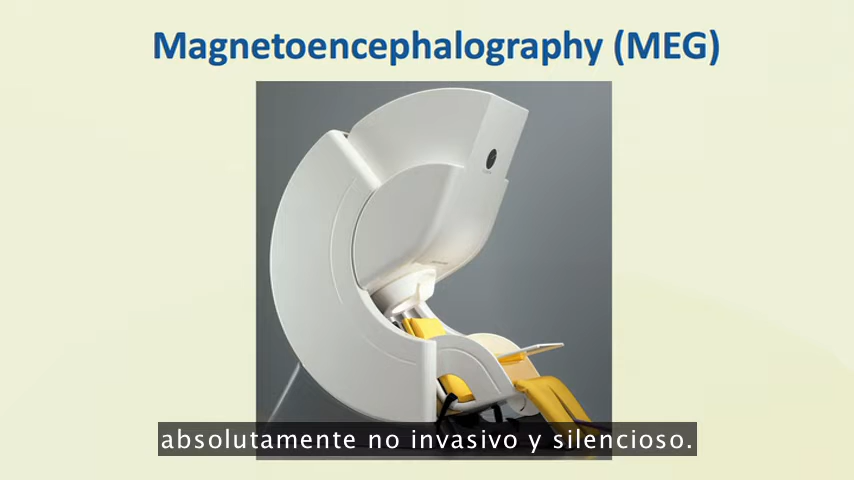 Magnetoencephalography (MEG)
absolutamente no invasivo y silencioso.